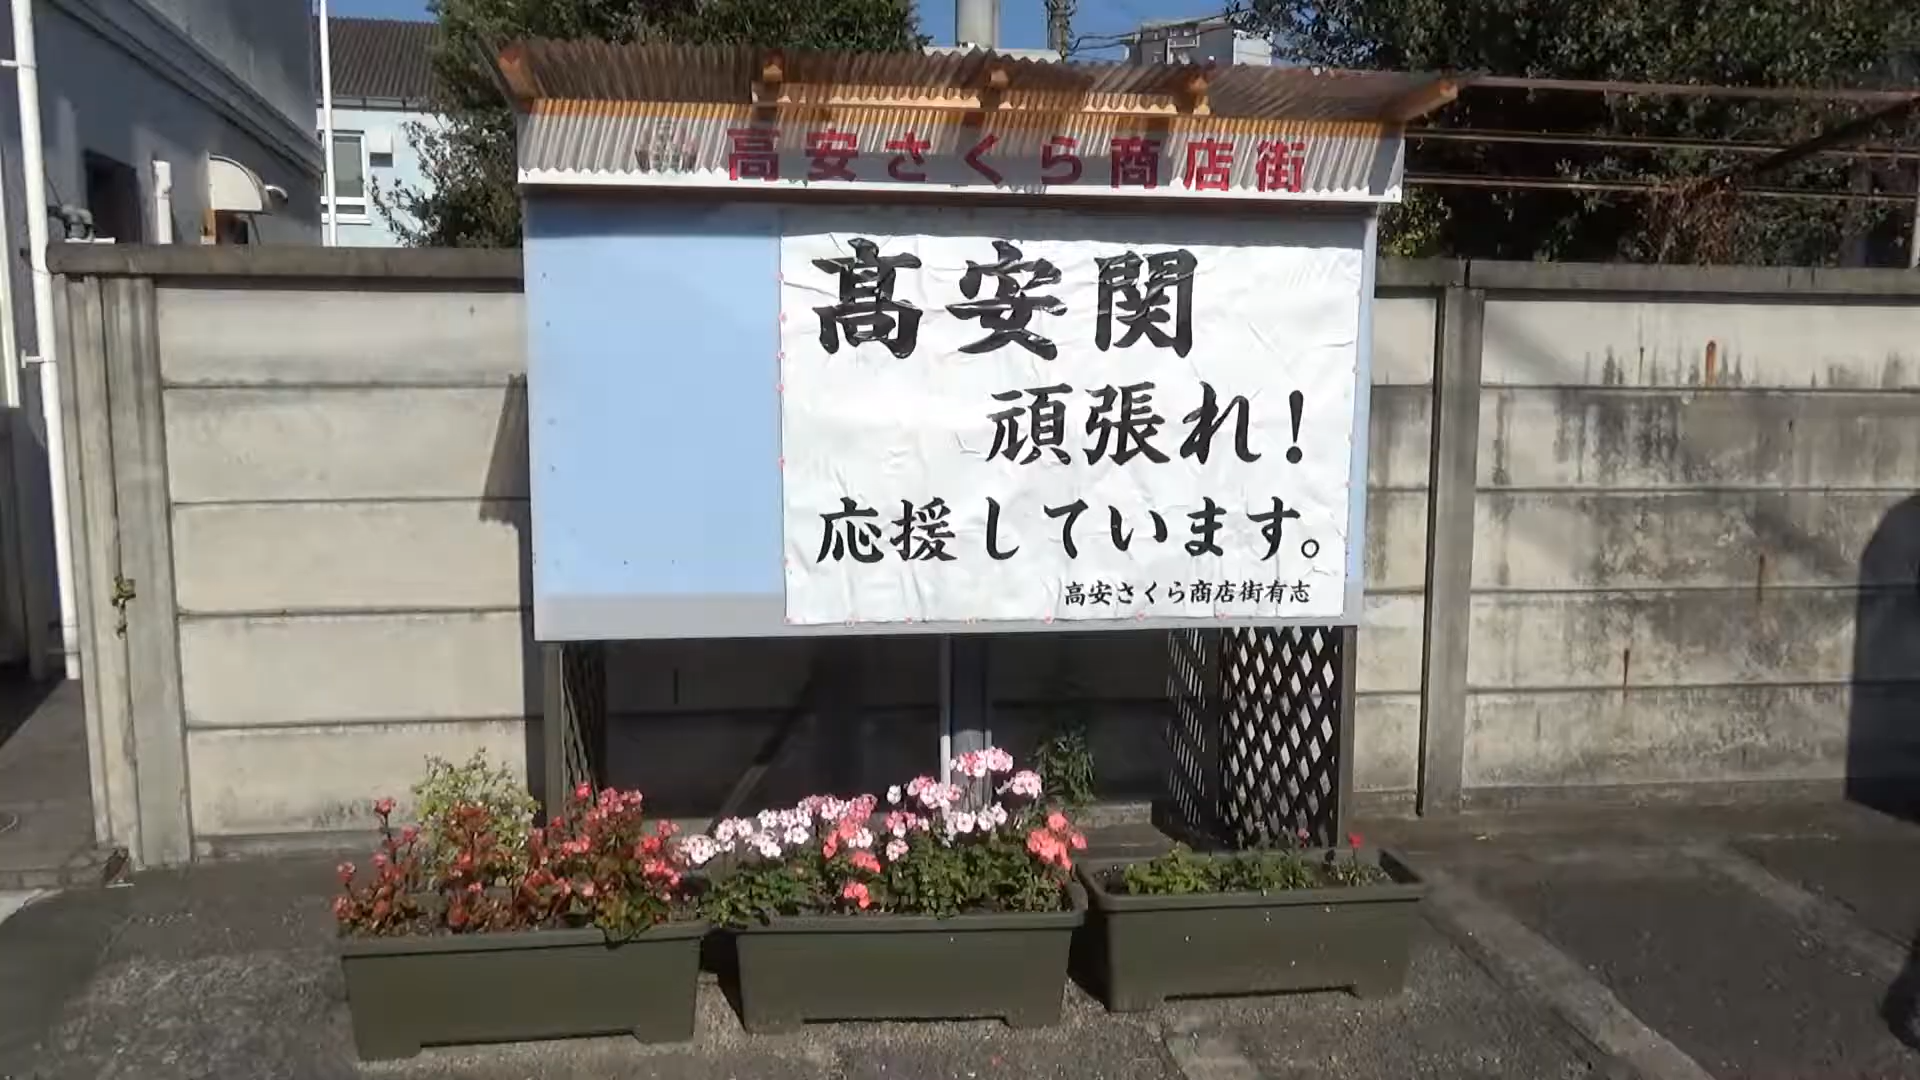 高安さくら商店街
髙安関
頑張れ!
応援しています。
高安さくら商店街有志